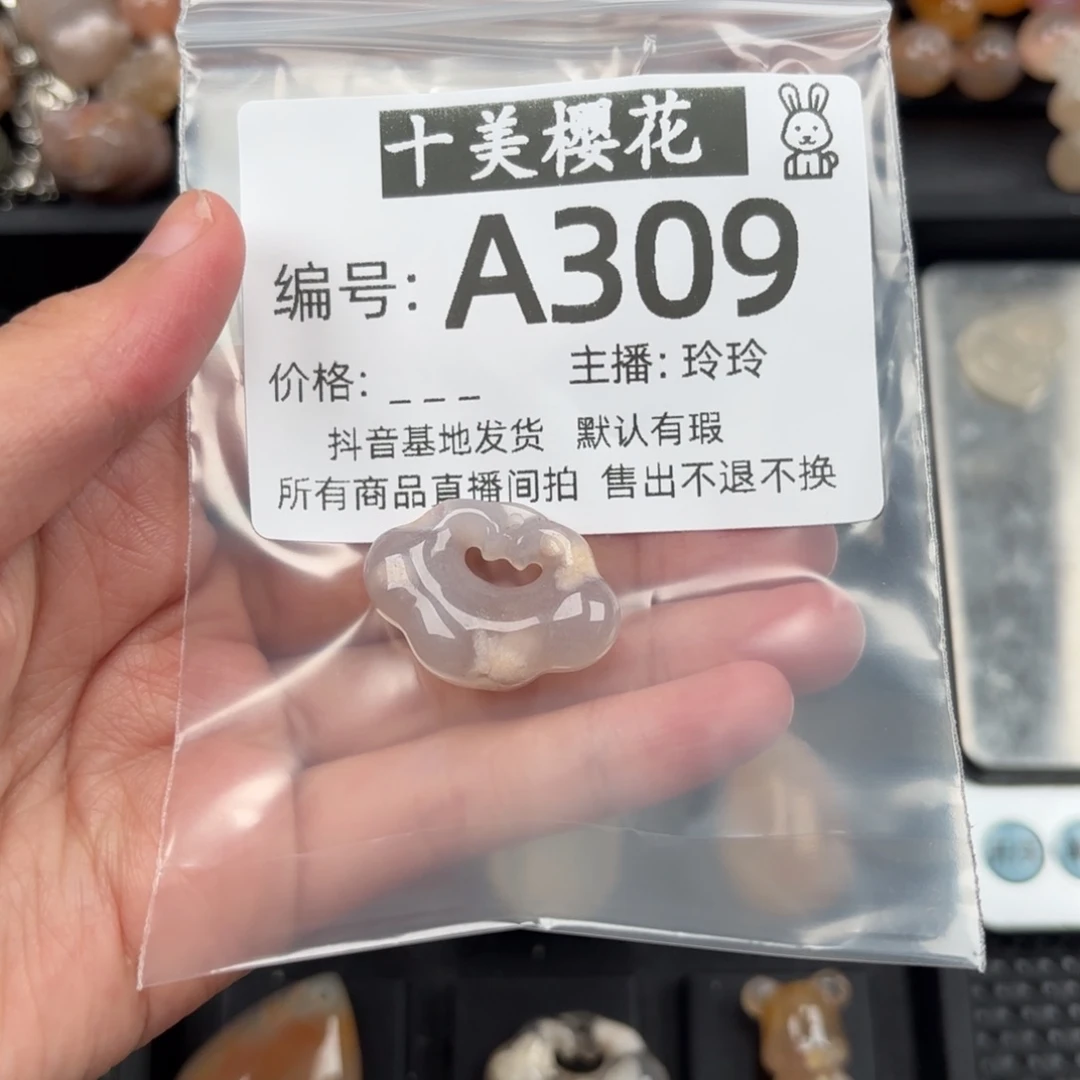 十美樱花
编号: A309
价格: _ _ _ 主播: 玲玲
抖音基地发货 默认有瑕
所有商品直播间拍 售出不退不换